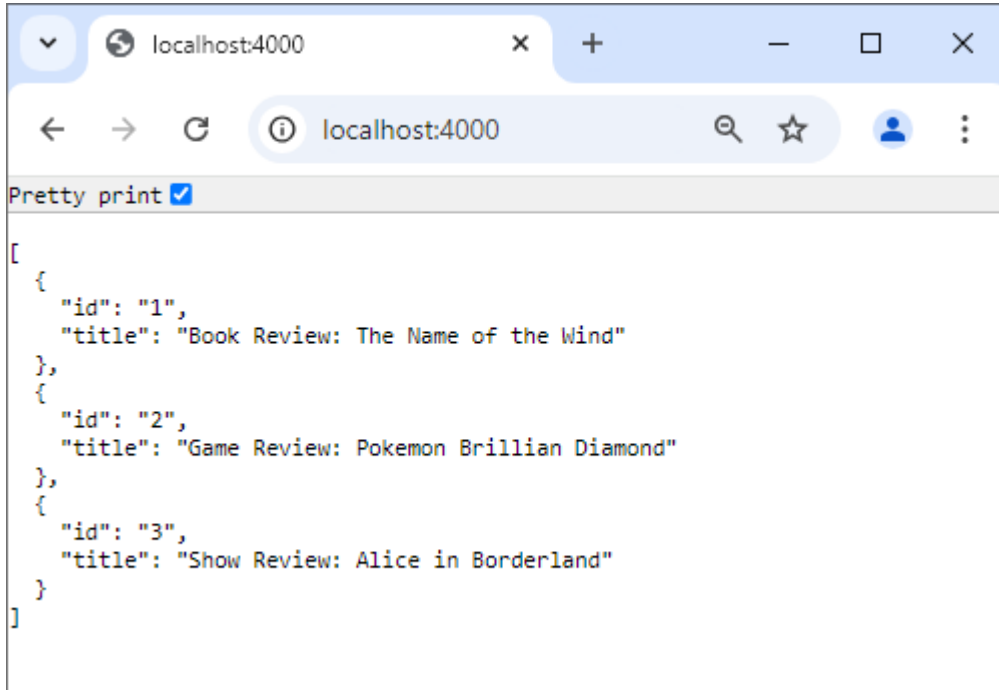 localhost:4000
localhost:4000
Pretty print
[
  {
    "id": "1",
    "title": "Book Review: The Name of the Wind"
  },
  {
    "id": "2",
    "title": "Game Review: Pokemon Brillian Diamond"
  },
  {
    "id": "3",
    "title": "Show Review: Alice in Borderland"
  }
]